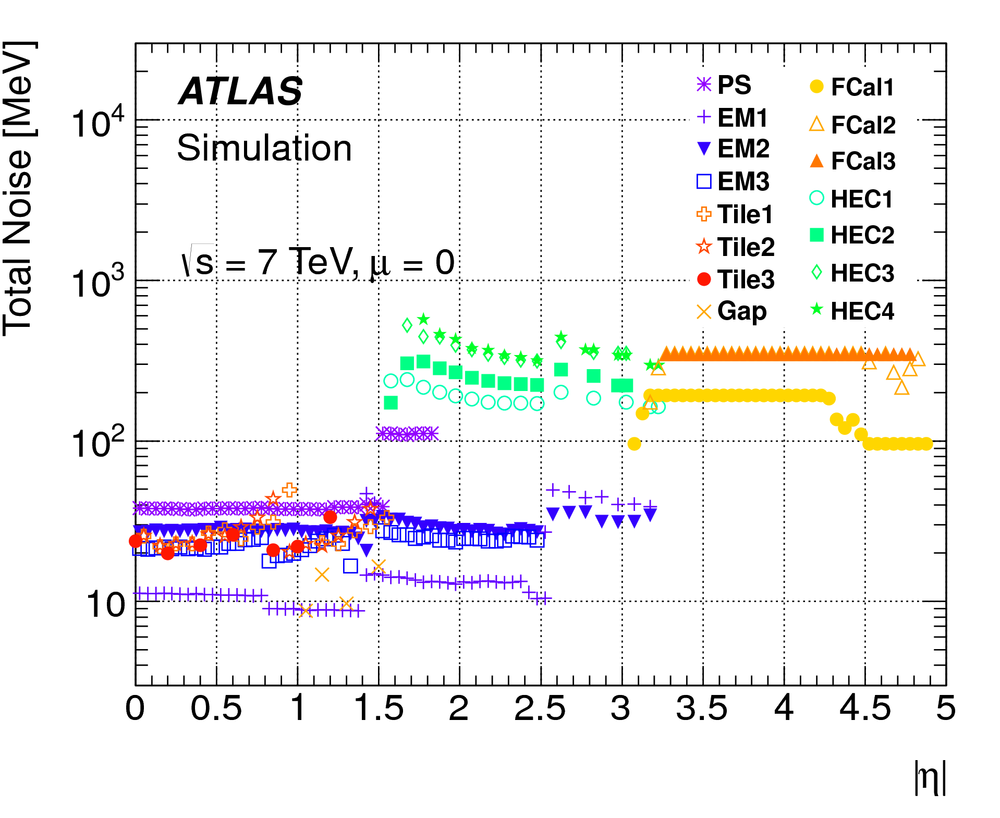 Total Noise [MeV]
ATLAS
Simulation
√s = 7 TeV, μ = 0
PS
EM1
EM2
EM3
Tile1
Tile2
Tile3
Gap
FCal1
FCal2
FCal3
HEC1
HEC2
HEC3
HEC4
10⁴
10³
10²
10
0 0.5 1 1.5 2 2.5 3 3.5 4 4.5 5
|η|